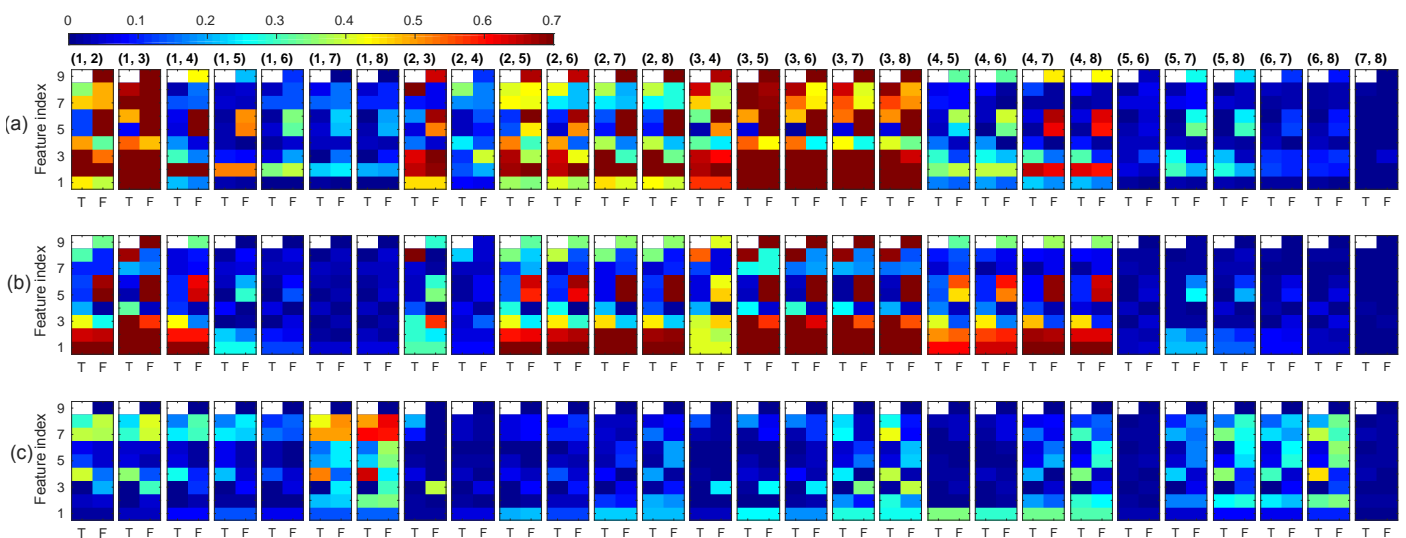 0 0.1 0.2 0.3 0.4 0.5 0.6 0.7
(1, 2) (1, 3) (1, 4) (1, 5) (1, 6) (1, 7) (1, 8) (2, 3) (2, 4) (2, 5) (2, 6) (2, 7) (2, 8) (3, 4) (3, 5) (3, 6) (3, 7) (3, 8) (4, 5) (4, 6) (4, 7) (4, 8) (5, 6) (5, 7) (5, 8) (6, 7) (6, 8) (7, 8)
(a)
Feature index
9
7
5
3
1
T F T F T F T F T F T F T F T F T F T F T F T F T F T F T F T F T F T F T F T F T F T F T F T F T F T F T F T F
(b)
Feature index
9
7
5
3
1
T F T F T F T F T F T F T F T F T F T F T F T F T F T F T F T F T F T F T F T F T F T F T F T F T F T F T F T F
(c)
Feature index
9
7
5
3
1
T F T F T F T F T F T F T F T F T F T F T F T F T F T F T F T F T F T F T F T F T F T F T F T F T F T F T F T F